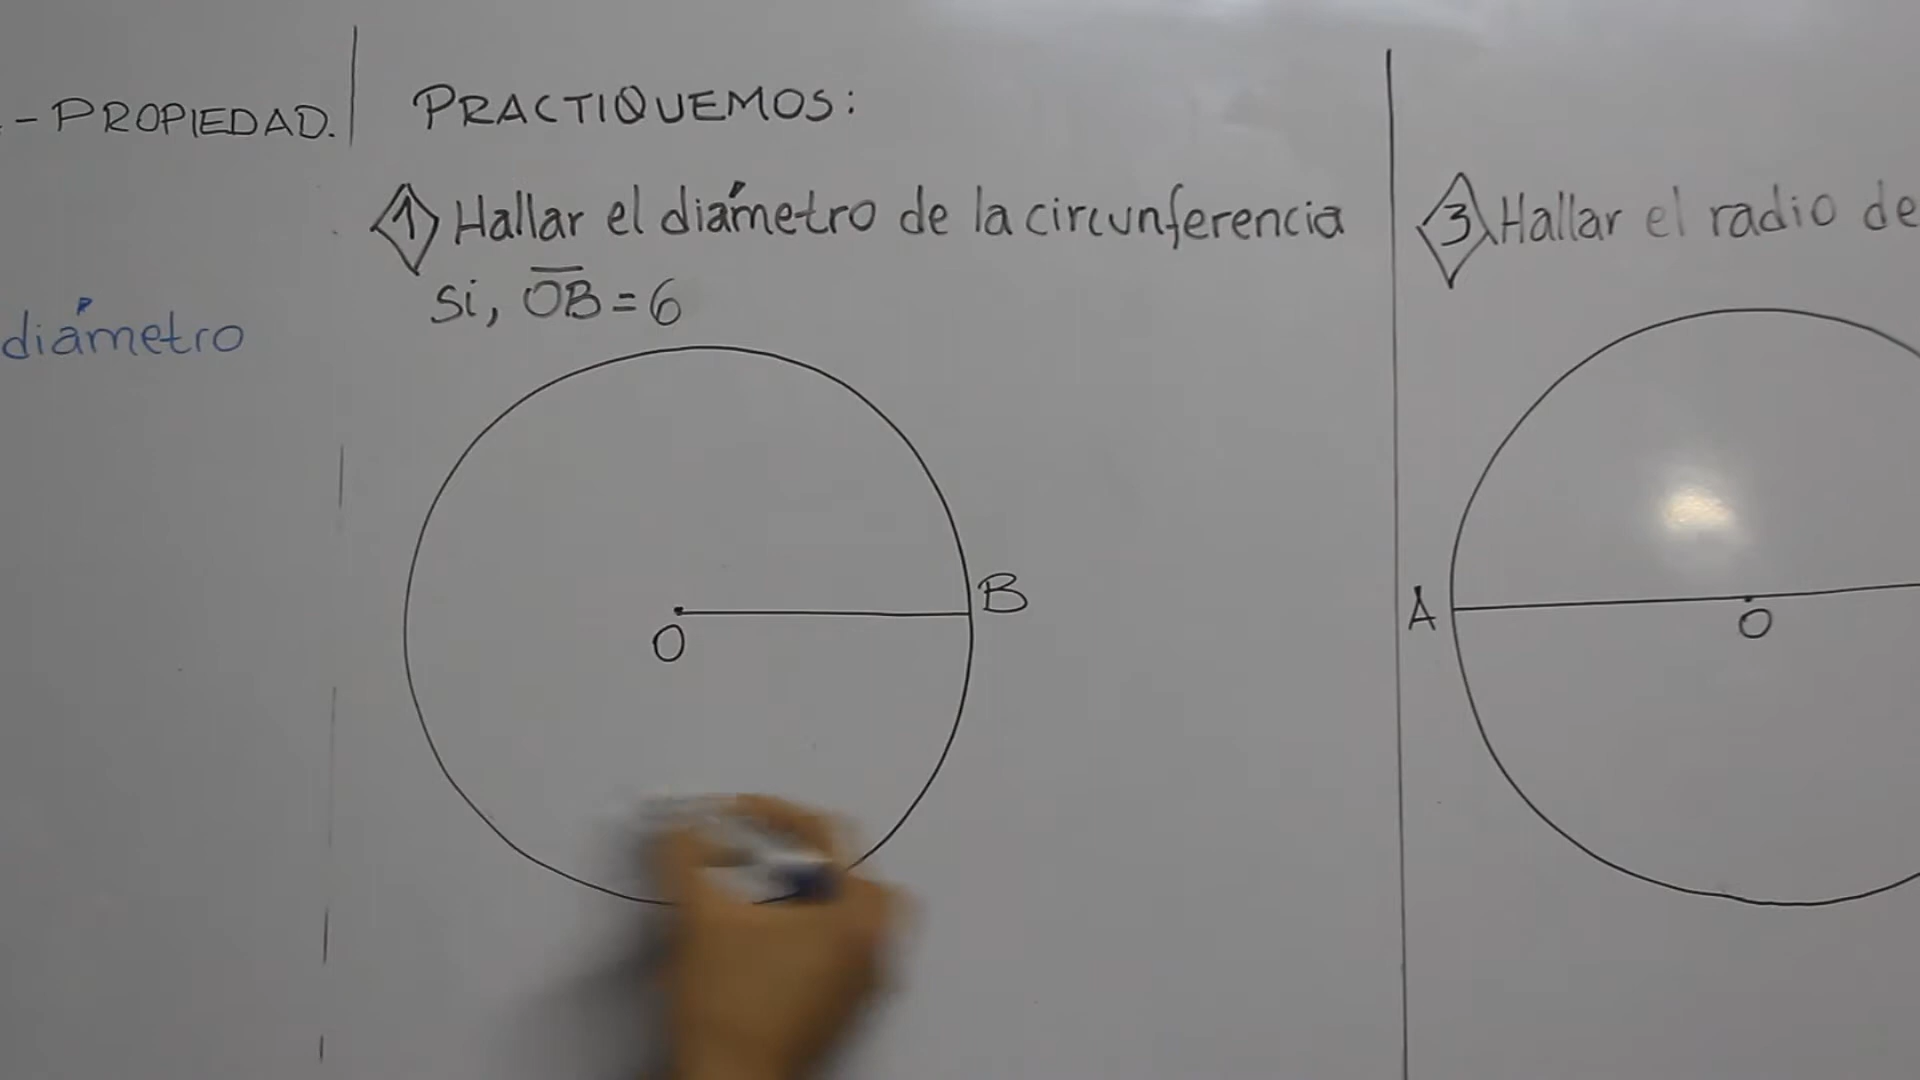 - PROPIEDAD.
diámetro
PRACTIQUEMOS:
1 Hallar el diámetro de la circunferencia
si, OB = 6
B
O
3 Hallar el radio de
A
O